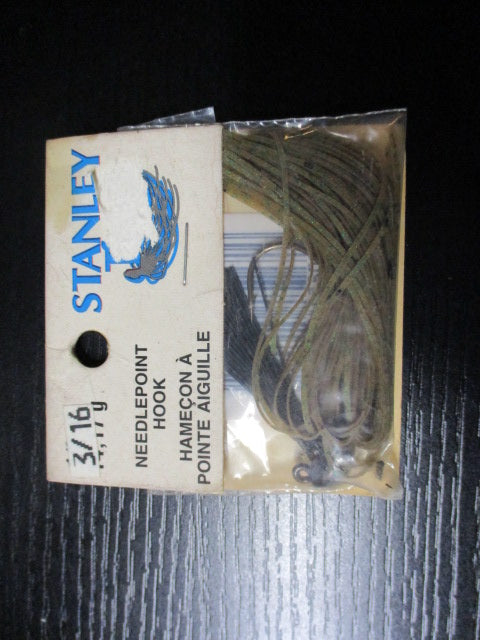 STANLEY
NEEDLEPOINT
HOOK
HAMEÇON À
POINTE AIGUILLE
3/16